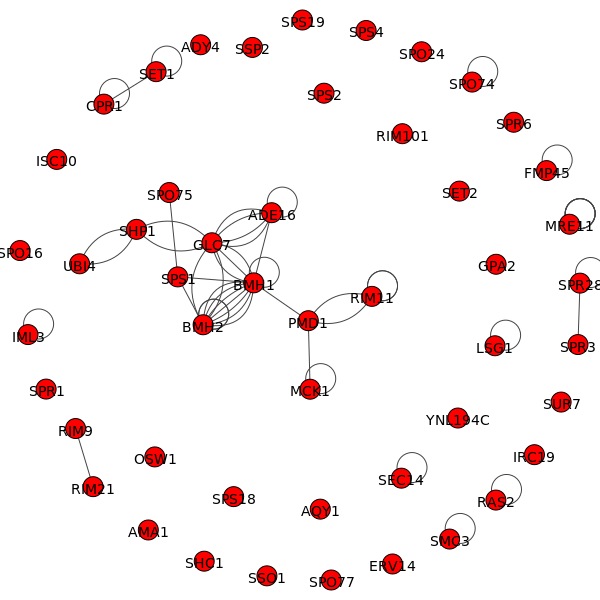 SPS19
SPS4
AQY4
SSP2
SPO24
SET1
SPO74
SPS2
CPR1
SPR6
RIM101
ISC10
FMP45
SPO75
SET2
ADE16
MRE11
SHP1
GLC7
SPO16
UBI4
GPA2
SPS1
BMH1
SPR28
RIM11
BMH2
PMD1
IML3
LSG1
SPR3
SPR1
MCK1
SUR7
YNL194C
RIM9
OSW1
IRC19
SEC14
RIM21
SPS18
RAS2
AQY1
AMA1
SMC3
SHC1
ERV14
SSO1
SPO77